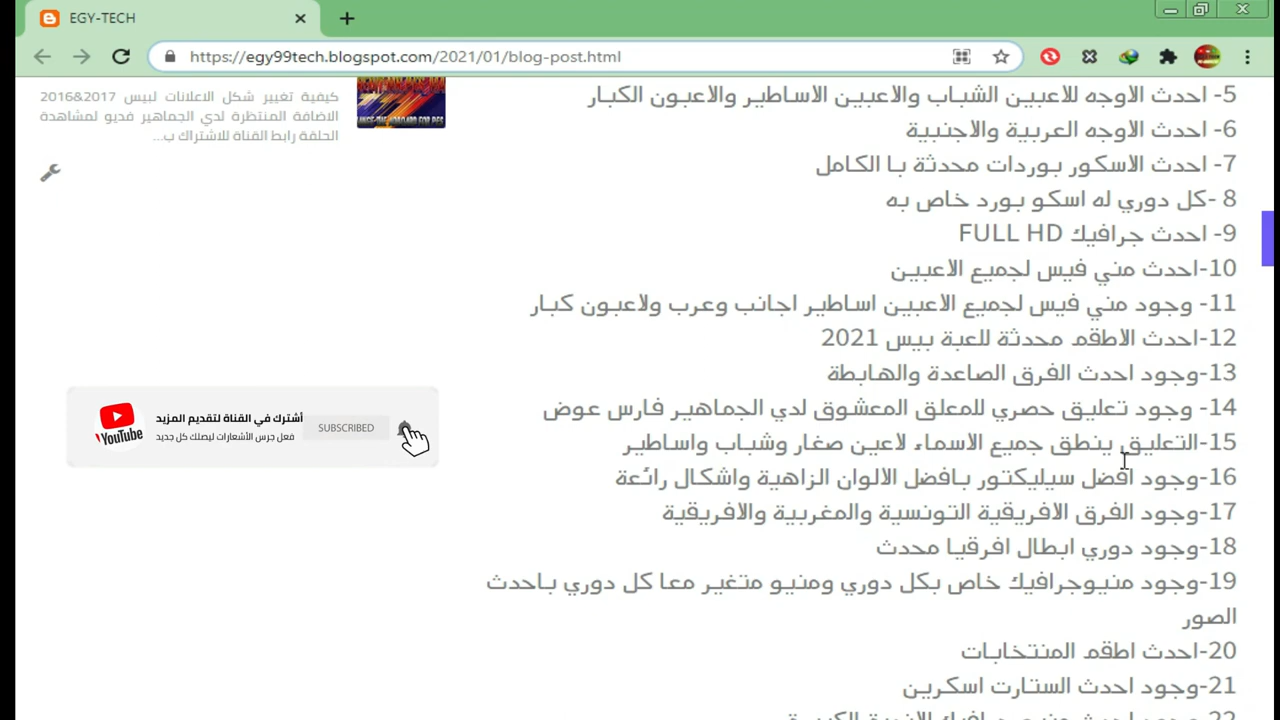 EGY-TECH
https://egy99tech.blogspot.com/2021/01/blog-post.html
كيفية تغيير شكل الاعلانات لبيس 2017&2016
الاضافة المنتظرة لدي الجماهير فديو لمشاهدة
الحلقة رابط القناة للاشتراك ب...
5- احدث الاوجه للاعبين الشباب والاعبين الاساطير والاعبون الكبار
6- احدث الاوجه العربية والاجنبية
7- احدث الاسكور بوردات محدثة با الكامل
8 -كل دوري له اسكو بورد خاص به
9- احدث جرافيك FULL HD
10-احدث مني فيس لجميع الاعبين
11- وجود مني فيس لجميع الاعبين اساطير اجانب وعرب ولاعبون كبار
12-احدث الاطقم محدثة للعبة بيس 2021
13-وجود احدث الفرق الصاعدة والهابطة
14- وجود تعليق حصري للمعلق المعشوق لدي الجماهير فارس عوض
15-التعليق ينطق جميع الاسماء لاعين صغار وشباب واساطير
16-وجود افضل سيليكتور بافضل الالوان الزاهية واشكال رائعة
17-وجود الفرق الافريقية التونسية والمغربية والافريقية
18-وجود دوري ابطال افرقيا محدث
19-وجود منيوجرافيك خاص بكل دوري ومنيو متغير معا كل دوري باحدث
الصور
20-احدث اطقم المنتخابات
21-وجود احدث الستارت اسكرين
YouTube
أشترك في القناة لتقديم المزيد
فعل جرس الأشعارات ليصلك كل جديد
SUBSCRIBED